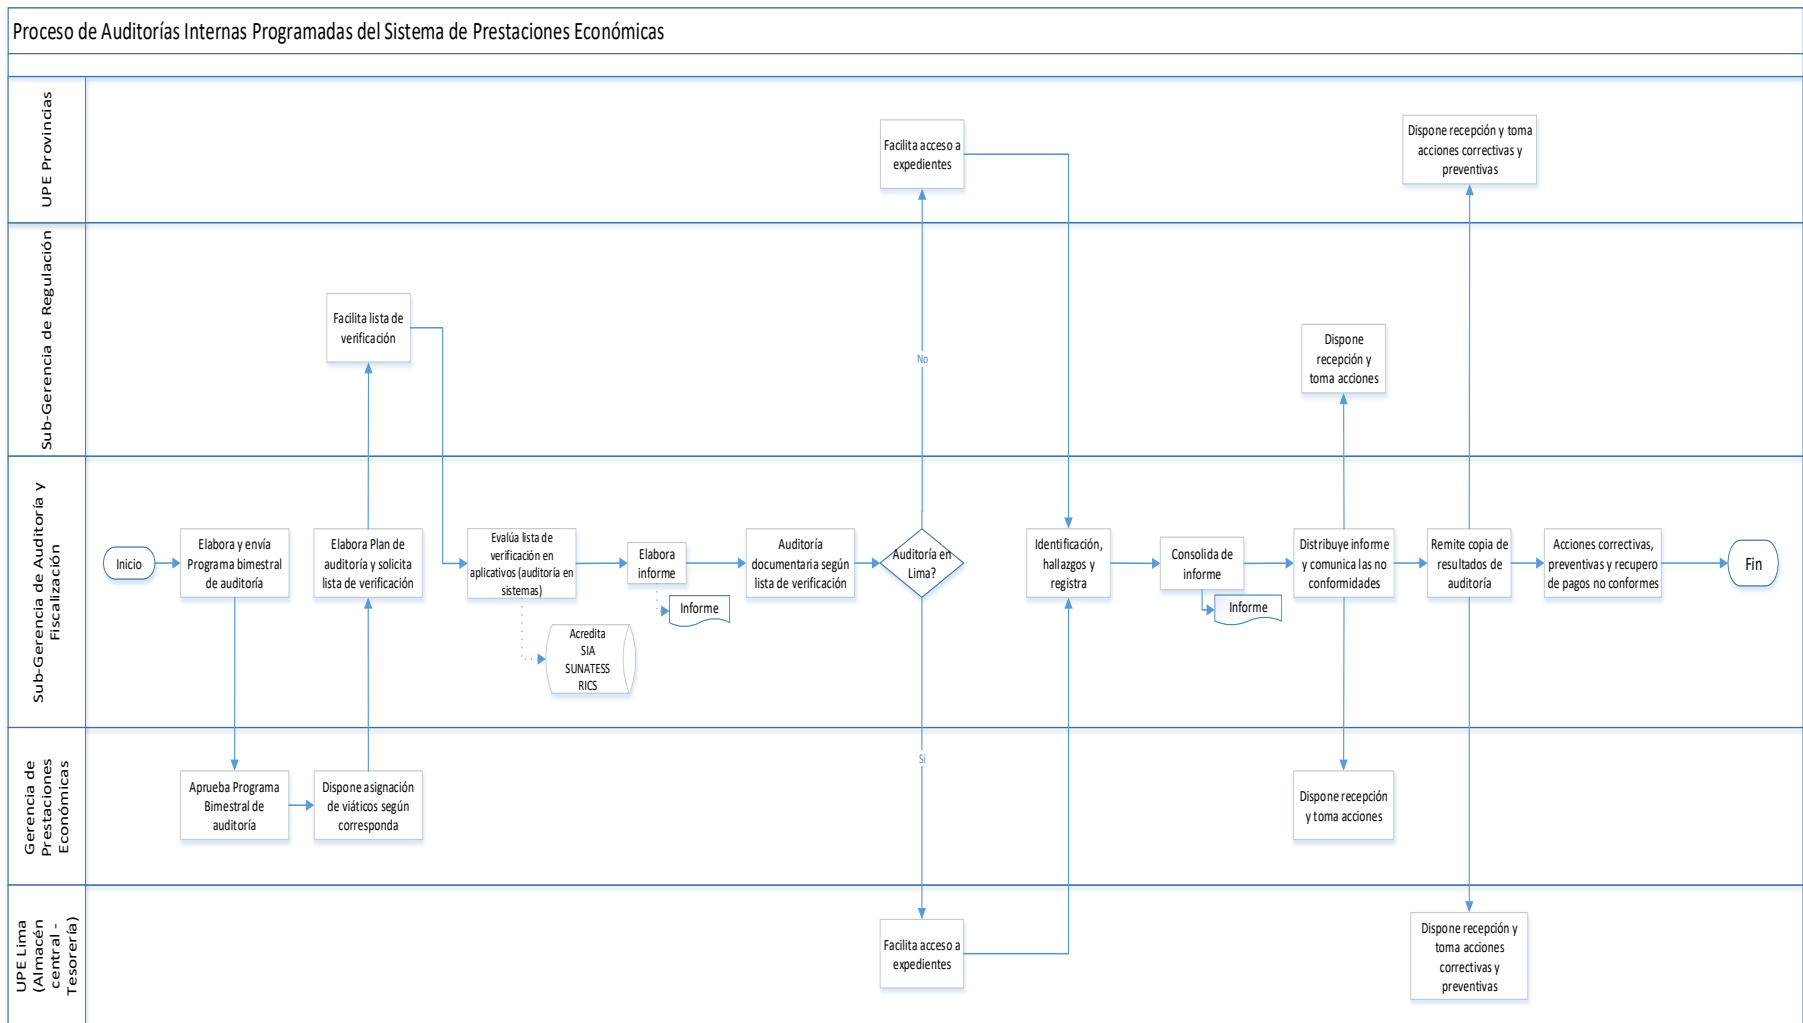 Proceso de Auditorías Internas Programadas del Sistema de Prestaciones Económicas
UPE Provincias
Facilita acceso a
expedientes
Dispone recepción y toma
acciones correctivas y
preventivas
Sub-Gerencia de Regulación
Facilita lista de
verificación
No
Dispone
recepción y
toma acciones
Sub-Gerencia de Auditoría y
Fiscalización
Inicio
Elabora y envía
Programa bimestral
de auditoría
Elabora Plan de
auditoría y solicita
lista de verificación
Evalúa lista de
verificación en
aplicativos (auditoría en
sistemas)
Acredita
SIA
SUNATESS
RICS
Elabora
informe
Informe
Auditoría
documentaria según
lista de verificación
Auditoría en
Lima?
Identificación,
hallazgos y
registra
Consolida de
informe
Informe
Distribuye informe
y comunica las no
conformidades
Remite copia de
resultados de
auditoría
Acciones correctivas,
preventivas y recupero
de pagos no conformes
Fin
Gerencia de
Prestaciones
Económicas
Aprueba Programa
Bimestral de
auditoría
Dispone asignación
de viáticos según
corresponda
Si
Dispone recepción
y toma acciones
UPE Lima
(Almacén
central -
Tesorería)
Facilita acceso a
expedientes
Dispone recepción y
toma acciones
correctivas y
preventivas